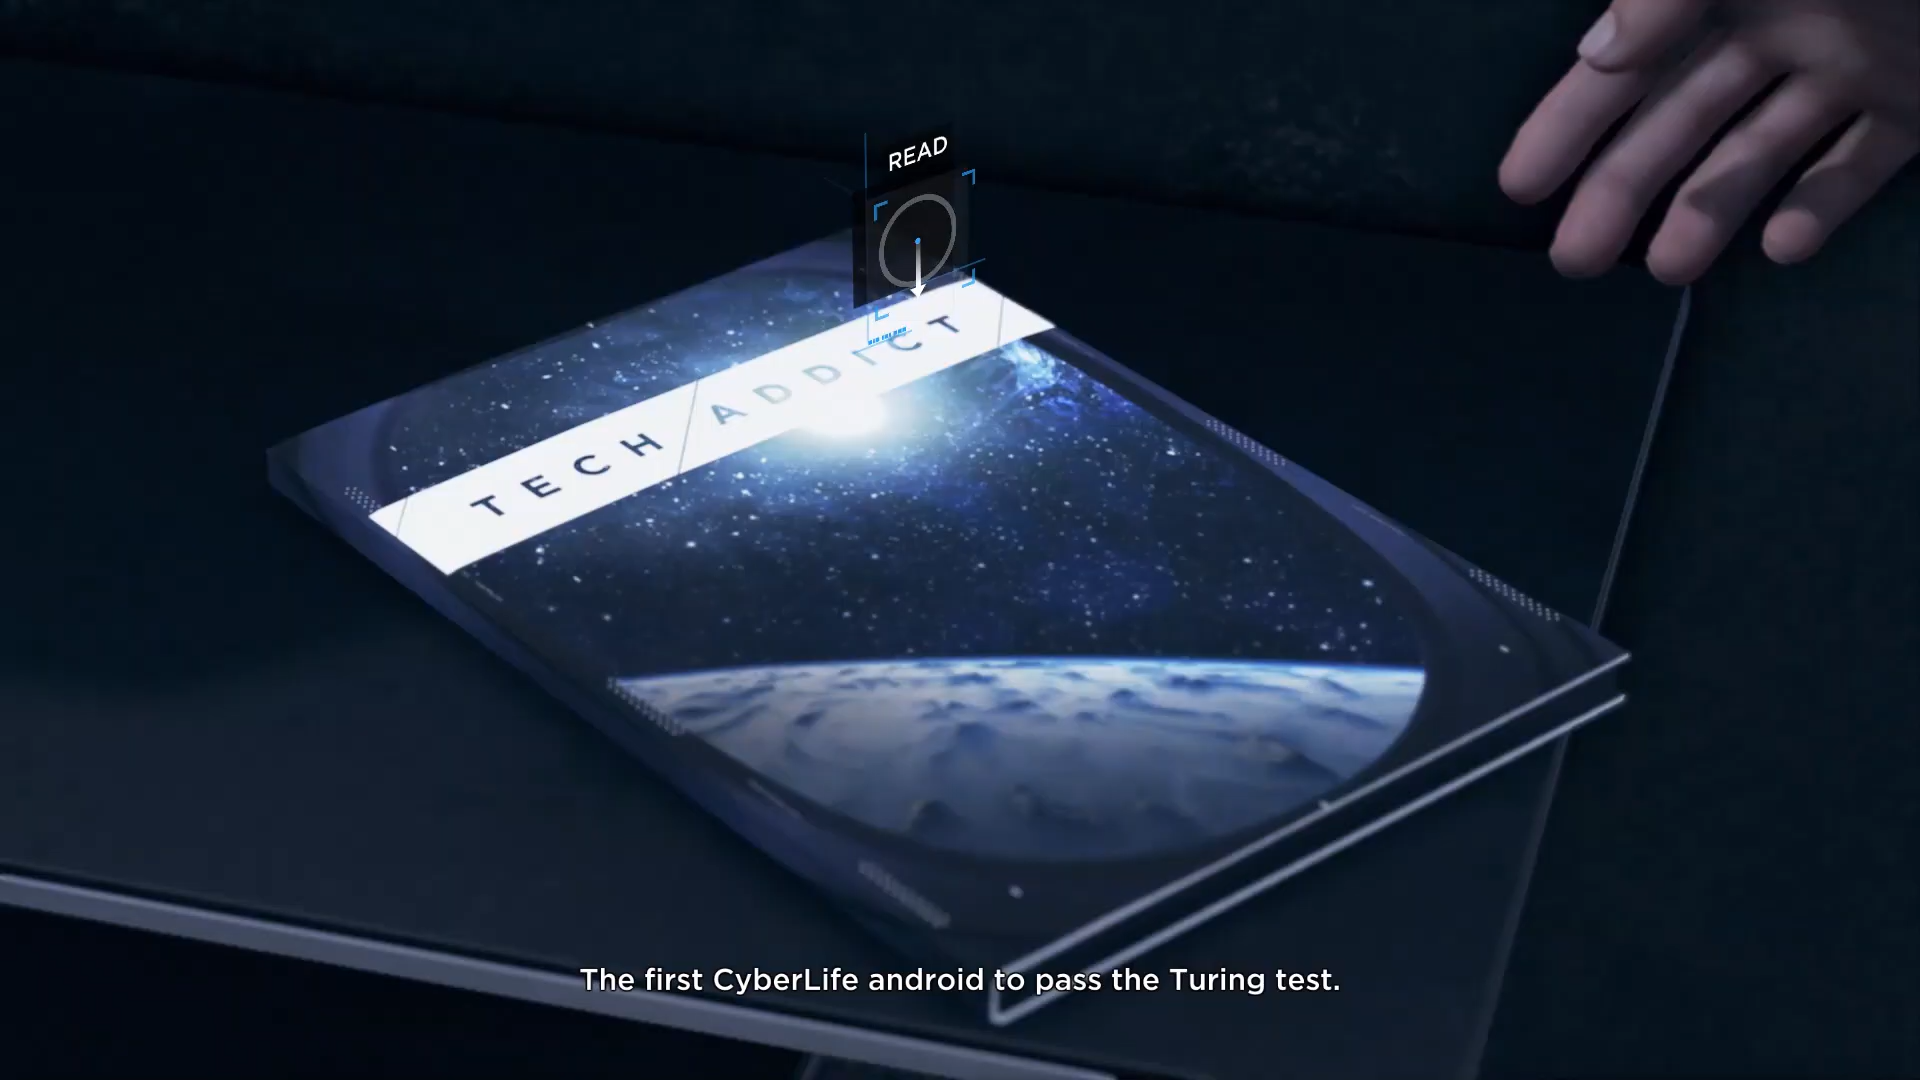 READ
TECH ADDICT
The first CyberLife android to pass the Turing test.